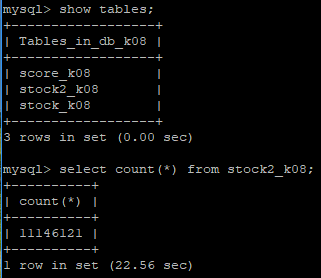 mysql> show tables;
+-------------------+
| Tables_in_db_k08 |
+-------------------+
| score_k08 |
| stock2_k08 |
| stock_k08 |
+-------------------+
3 rows in set (0.00 sec)
mysql> select count(*) from stock2_k08;
+----------+
| count(*) |
+----------+
| 11146121 |
+----------+
1 row in set (22.56 sec)